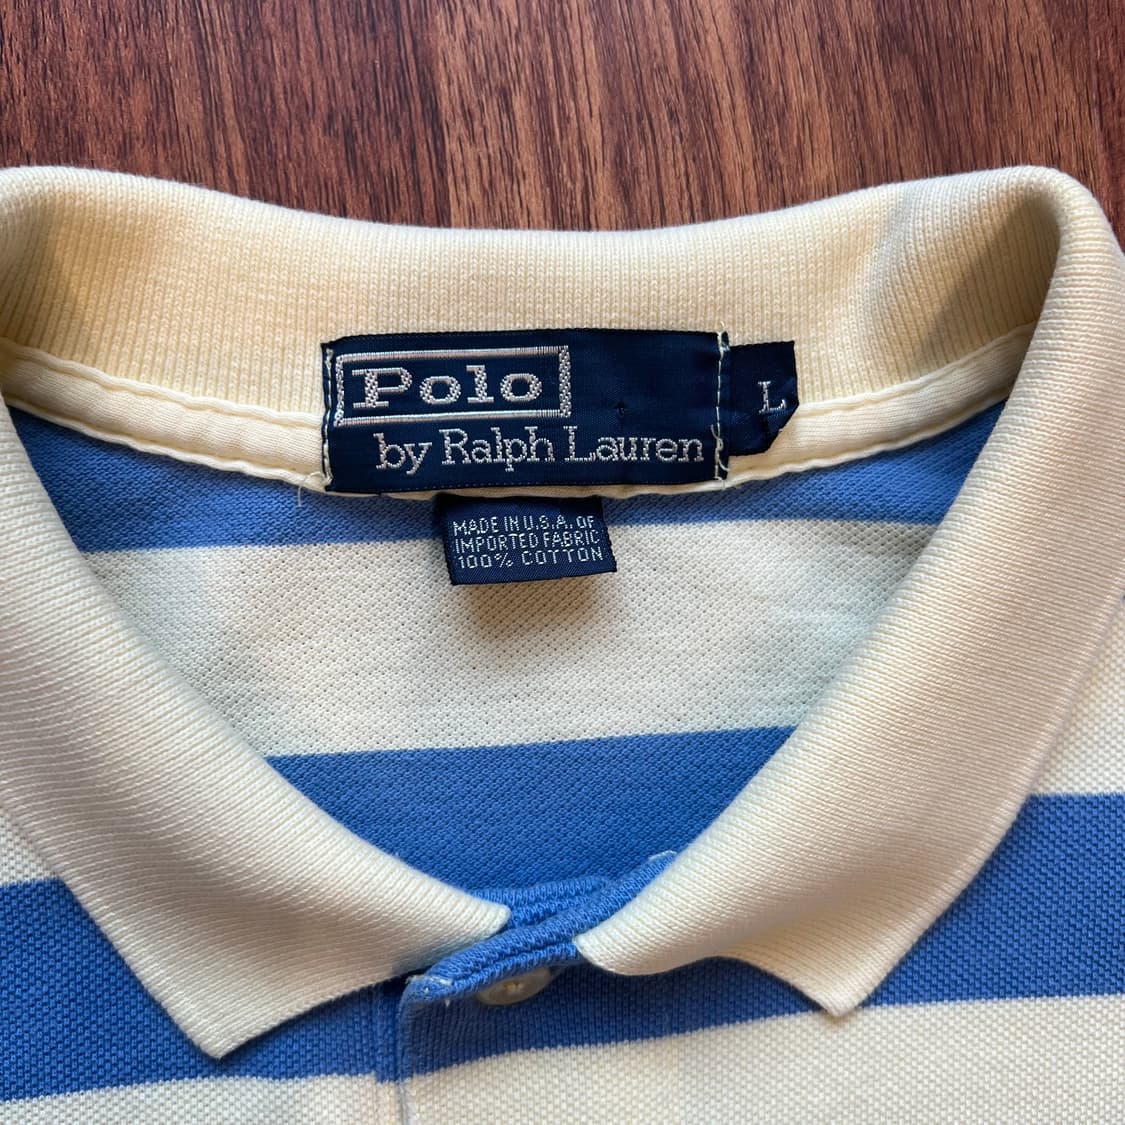 Polo
by Ralph Lauren
L
MADE IN U.S.A. OF
IMPORTED FABRIC
100% COTTON